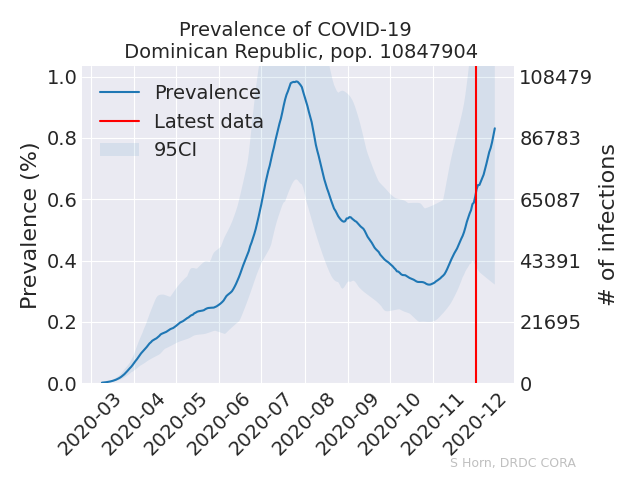 Prevalence of COVID-19
Dominican Republic, pop. 10847904
Prevalence
Latest data
95CI
Prevalence (%)
1.0
0.8
0.6
0.4
0.2
0.0
108479
86783
65087
43391
21695
0
# of infections
2020-03
2020-04
2020-05
2020-06
2020-07
2020-08
2020-09
2020-10
2020-11
2020-12
S Horn, DRDC CORA